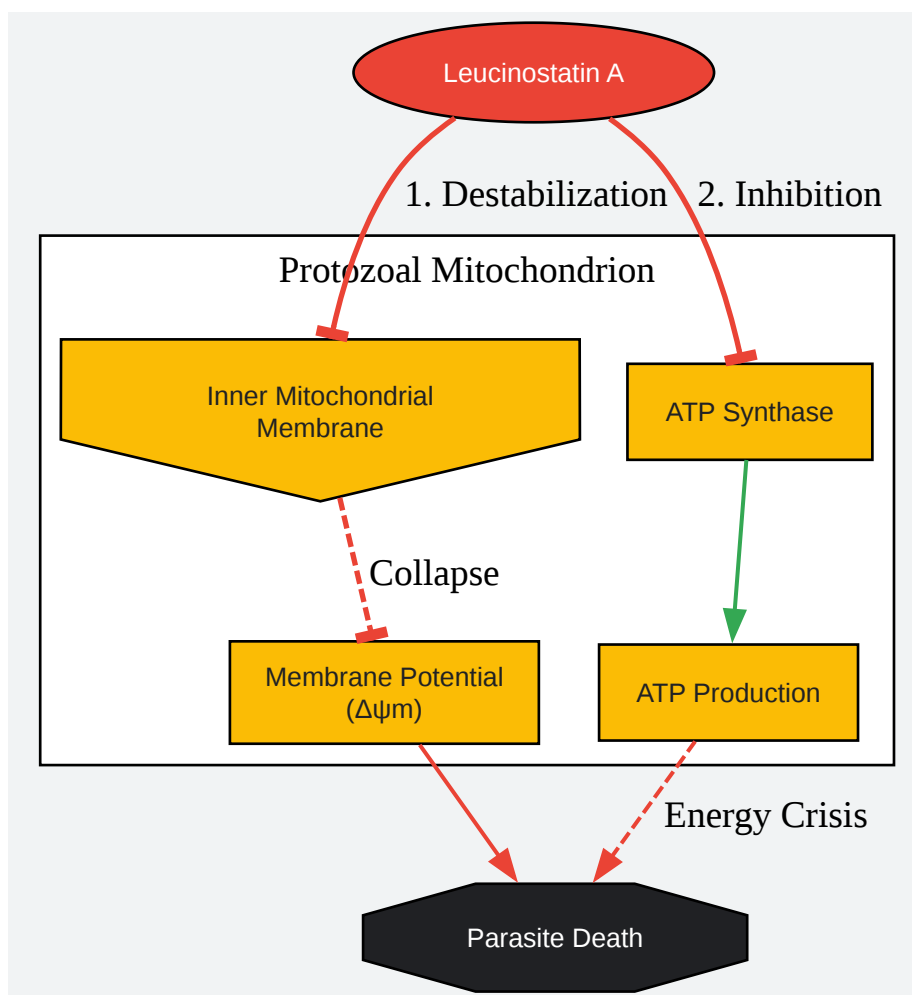 Leucinostatin A
1. Destabilization
2. Inhibition
Protozoal Mitochondrion
Inner Mitochondrial
Membrane
ATP Synthase
Collapse
Membrane Potential
(Δψm)
ATP Production
Energy Crisis
Parasite Death